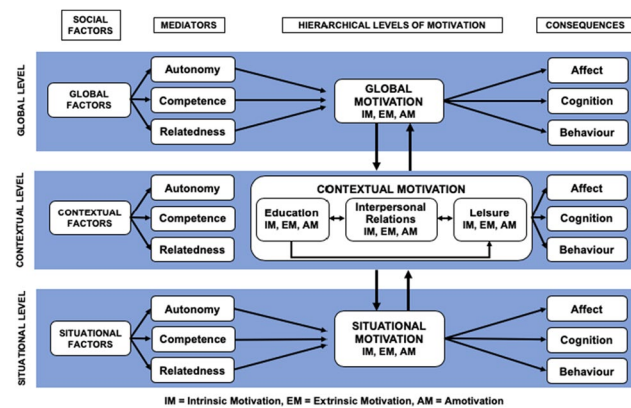 SOCIAL
FACTORS
MEDIATORS
HIERARCHICAL LEVELS OF MOTIVATION
CONSEQUENCES
GLOBAL LEVEL
GLOBAL
FACTORS
Autonomy
Competence
Relatedness
GLOBAL
MOTIVATION
IM, EM, AM
Affect
Cognition
Behaviour
CONTEXTUAL LEVEL
CONTEXTUAL
FACTORS
Autonomy
Competence
Relatedness
CONTEXTUAL MOTIVATION
Education
IM, EM, AM
Interpersonal
Relations
IM, EM, AM
Leisure
IM, EM, AM
Affect
Cognition
Behaviour
SITUATIONAL LEVEL
SITUATIONAL
FACTORS
Autonomy
Competence
Relatedness
SITUATIONAL
MOTIVATION
IM, EM, AM
Affect
Cognition
Behaviour
IM = Intrinsic Motivation, EM = Extrinsic Motivation, AM = Amotivation